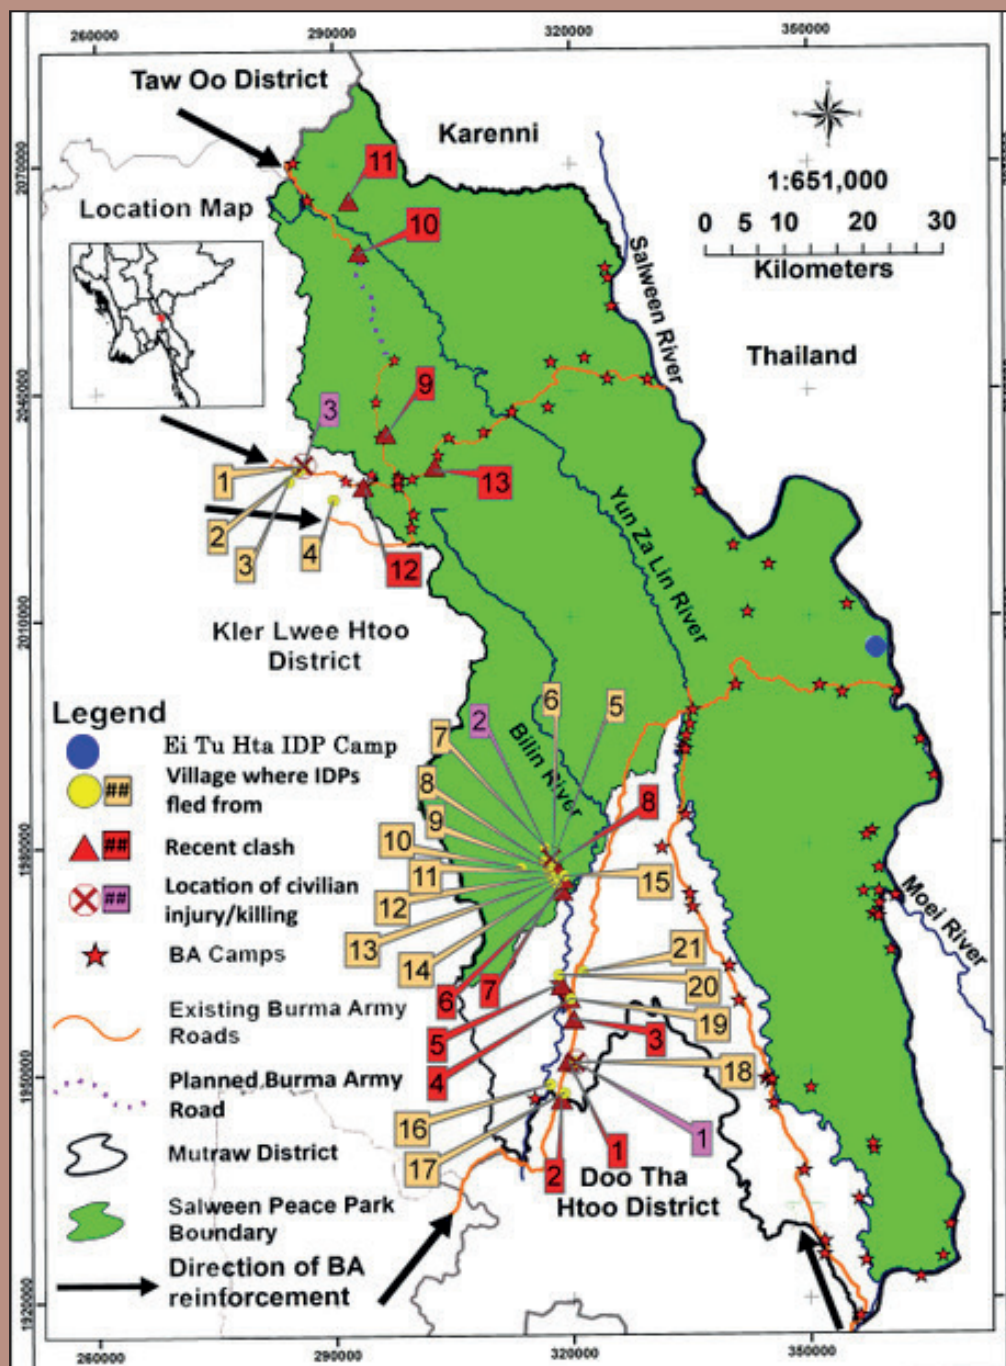 260000 290000 320000 350000
Taw Oo District
Karenni
11
2070000
1:651,000
Location Map
10
0 5 10 20 30
Kilometers
Salween River
Thailand
9
2040000
3
1
13
2
Yun Za Lin River
3
4
12
2010000
Kler Lwee Htoo
District
6
5
Legend
2
7
Bilin River
Ei Tu Hta IDP Camp
8
8
##
Village where IDPs
fled from
9
10
##
Recent clash
1980000
11
15
Moei River
##
Location of civilian
injury/killing
12
13
14
21
BA Camps
6
7
20
5
19
Existing Burma Army
Roads
3
4
18
1950000
Planned Burma Army
Road
16
1
1
17
2
Mutraw District
Doo Tha
Htoo District
Salween Peace Park
Boundary
Direction of BA
reinforcement
1920000
260000 290000 320000 350000